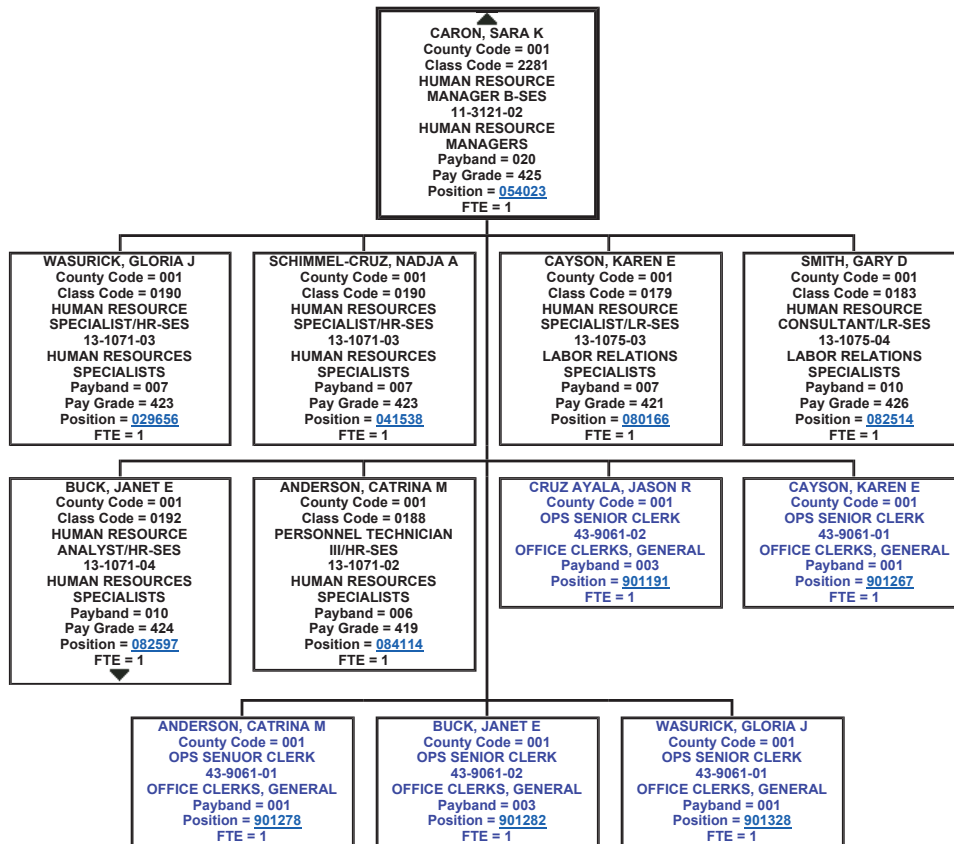 CARON, SARA K
County Code = 001
Class Code = 2281
HUMAN RESOURCE
MANAGER B-SES
11-3121-02
HUMAN RESOURCE
MANAGERS
Payband = 020
Pay Grade = 425
Position = 054023
FTE = 1
WASURICK, GLORIA J
County Code = 001
Class Code = 0190
HUMAN RESOURCE
SPECIALIST/HR-SES
13-1071-03
HUMAN RESOURCES
SPECIALISTS
Payband = 007
Pay Grade = 423
Position = 029656
FTE = 1
SCHIMMEL-CRUZ, NADJA A
County Code = 001
Class Code = 0190
HUMAN RESOURCES
SPECIALIST/HR-SES
13-1071-03
HUMAN RESOURCES
SPECIALISTS
Payband = 007
Pay Grade = 423
Position = 041538
FTE = 1
CAYSON, KAREN E
County Code = 001
Class Code = 0179
HUMAN RESOURCE
SPECIALIST/LR-SES
13-1075-03
LABOR RELATIONS
SPECIALISTS
Payband = 007
Pay Grade = 421
Position = 080166
FTE = 1
SMITH, GARY D
County Code = 001
Class Code = 0183
HUMAN RESOURCE
CONSULTANT/LR-SES
13-1075-04
LABOR RELATIONS
SPECIALISTS
Payband = 010
Pay Grade = 426
Position = 082514
FTE = 1
BUCK, JANET E
County Code = 001
Class Code = 0192
HUMAN RESOURCE
ANALYST/HR-SES
13-1071-04
HUMAN RESOURCES
SPECIALISTS
Payband = 010
Pay Grade = 424
Position = 082597
FTE = 1
ANDERSON, CATRINA M
County Code = 001
Class Code = 0188
PERSONNEL TECHNICIAN
III/HR-SES
13-1071-02
HUMAN RESOURCES
SPECIALISTS
Payband = 006
Pay Grade = 419
Position = 084114
FTE = 1
CRUZ AYALA, JASON R
County Code = 001
OPS SENIOR CLERK
43-9061-02
OFFICE CLERKS, GENERAL
Payband = 003
Position = 901191
FTE = 1
CAYSON, KAREN E
County Code = 001
OPS SENIOR CLERK
43-9061-01
OFFICE CLERKS, GENERAL
Payband = 001
Position = 901267
FTE = 1
ANDERSON, CATRINA M
County Code = 001
OPS SENUOR CLERK
43-9061-01
OFFICE CLERKS, GENERAL
Payband = 001
Position = 901278
FTE = 1
BUCK, JANET E
County Code = 001
OPS SENIOR CLERK
43-9061-02
OFFICE CLERKS, GENERAL
Payband = 003
Position = 901282
FTE = 1
WASURICK, GLORIA J
County Code = 001
OPS SENIOR CLERK
43-9061-01
OFFICE CLERKS, GENERAL
Payband = 001
Position = 901328
FTE = 1